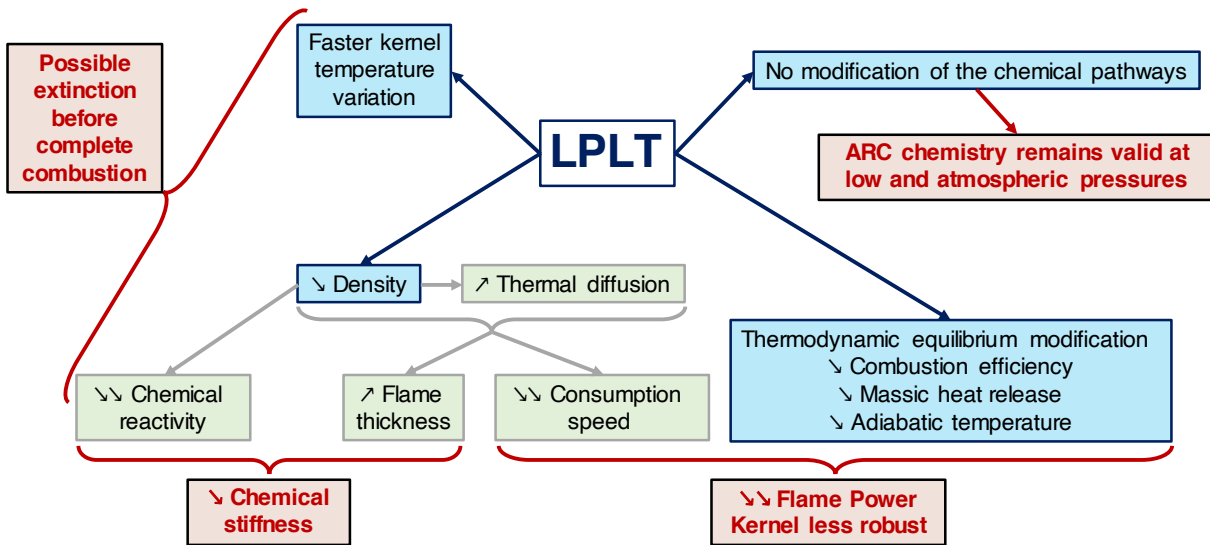 Possible
extinction
before
complete
combustion
Faster kernel
temperature
variation
LPLT
No modification of the chemical pathways
ARC chemistry remains valid at
low and atmospheric pressures
↘ Density
↗ Thermal diffusion
↘↘ Chemical
reactivity
↗ Flame
thickness
↘↘ Consumption
speed
Thermodynamic equilibrium modification
↘ Combustion efficiency
↘ Massic heat release
↘ Adiabatic temperature
↘ Chemical
stiffness
↘↘ Flame Power
Kernel less robust